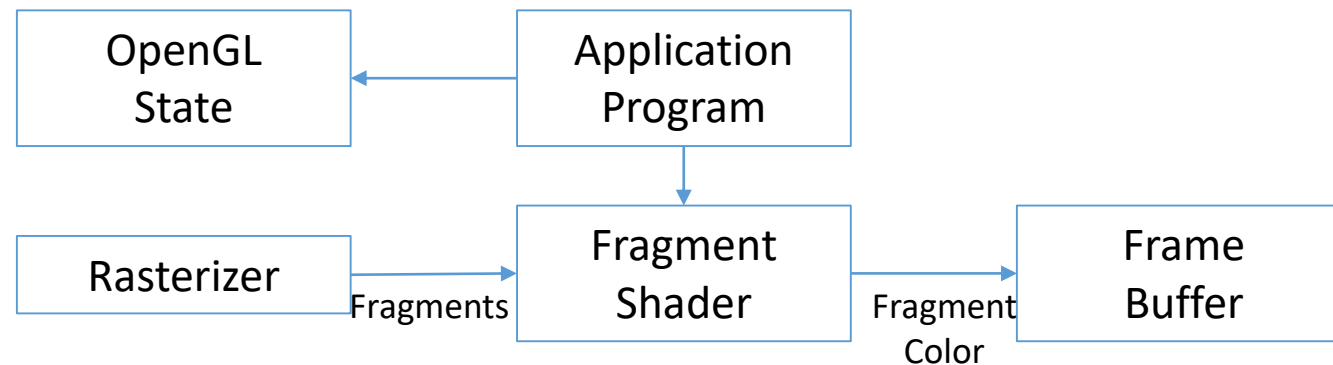 OpenGL
State
Application
Program
Rasterizer
Fragments
Fragment
Shader
Fragment
Color
Frame
Buffer